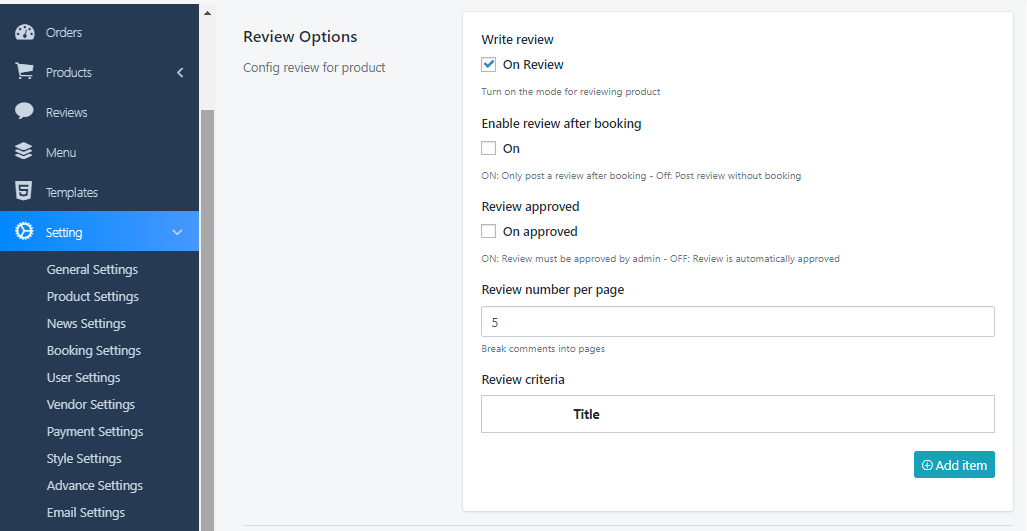 Orders
Products
Reviews
Menu
Templates
Setting
General Settings
Product Settings
News Settings
Booking Settings
User Settings
Vendor Settings
Payment Settings
Style Settings
Advance Settings
Email Settings
Review Options
Config review for product
Write review
On Review
Turn on the mode for reviewing product
Enable review after booking
On
ON: Only post a review after booking - Off: Post review without booking
Review approved
On approved
ON: Review must be approved by admin - OFF: Review is automatically approved
Review number per page
5
Break comments into pages
Review criteria
Title
Add item